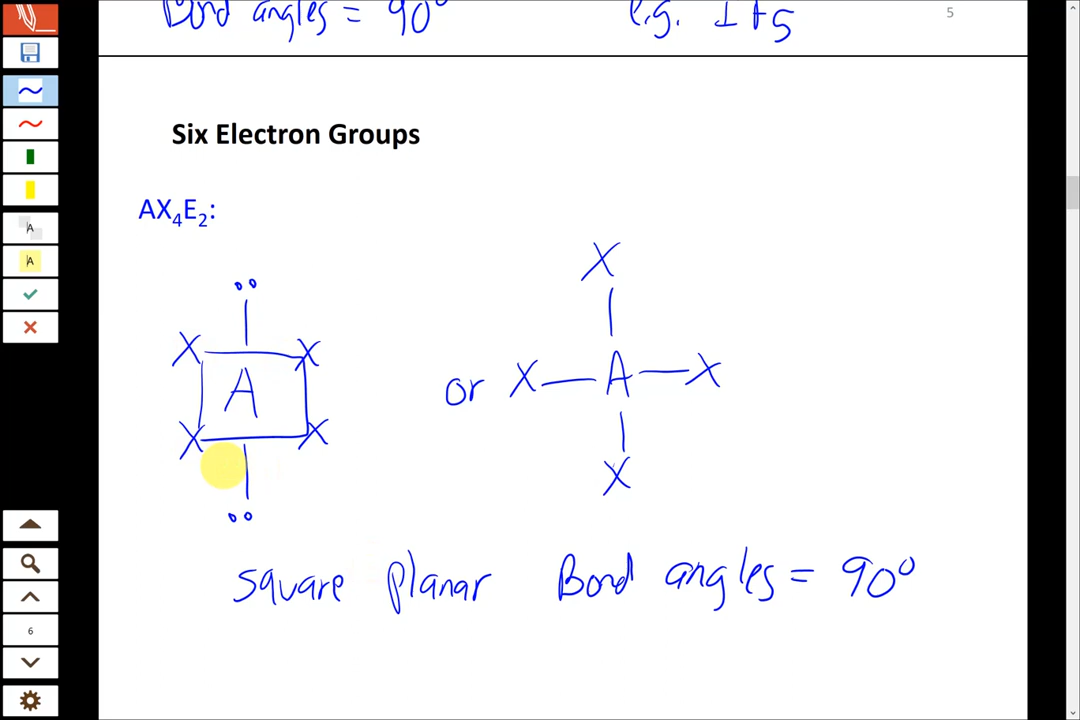 Bond angles = 90° e.g. IF5
5
Six Electron Groups
AX₄E₂:
X
X X
A
X X
or
X — A — X
X
square planar Bond angles = 90°
6